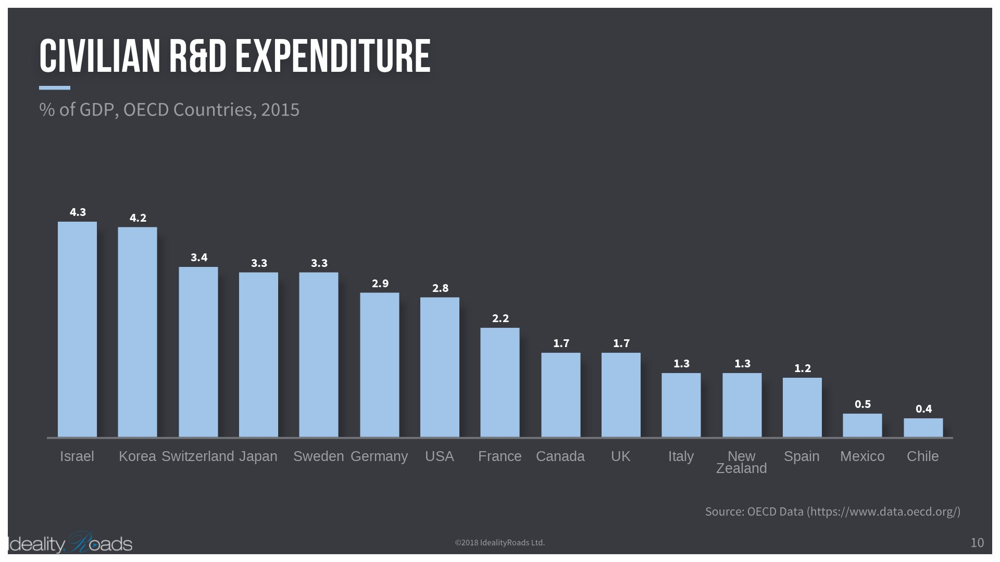 CIVILIAN R&D EXPENDITURE
% of GDP, OECD Countries, 2015
4.3
4.2
3.4
3.3
3.3
2.9
2.8
2.2
1.7
1.7
1.3
1.3
1.2
0.5
0.4
Israel
Korea
Switzerland
Japan
Sweden
Germany
USA
France
Canada
UK
Italy
New
Zealand
Spain
Mexico
Chile
Source: OECD Data (https://www.data.oecd.org/)
Ideality Roads
©2018 IdealityRoads Ltd.
10